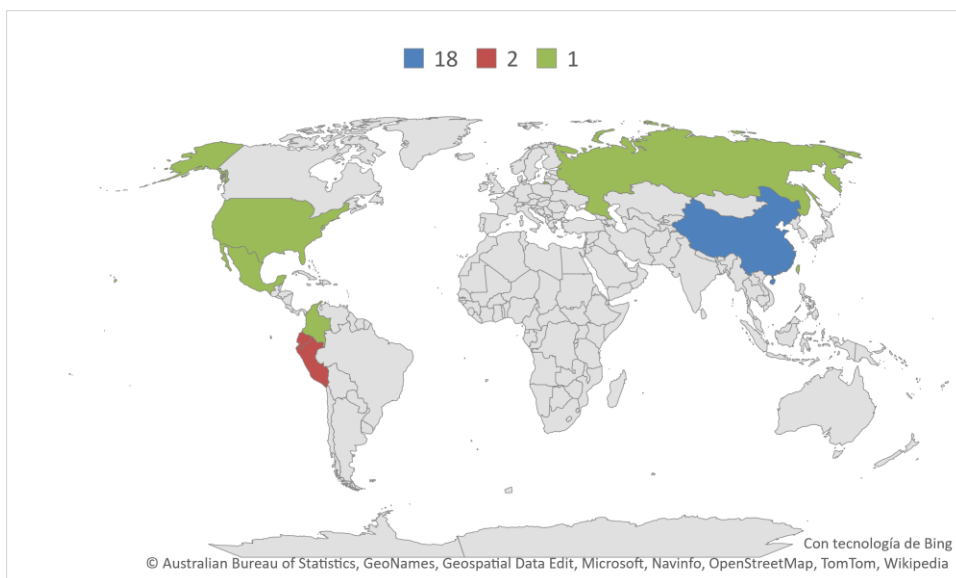 18 2 1
Con tecnología de Bing
© Australian Bureau of Statistics, GeoNames, Geospatial Data Edit, Microsoft, Navinfo, OpenStreetMap, TomTom, Wikipedia